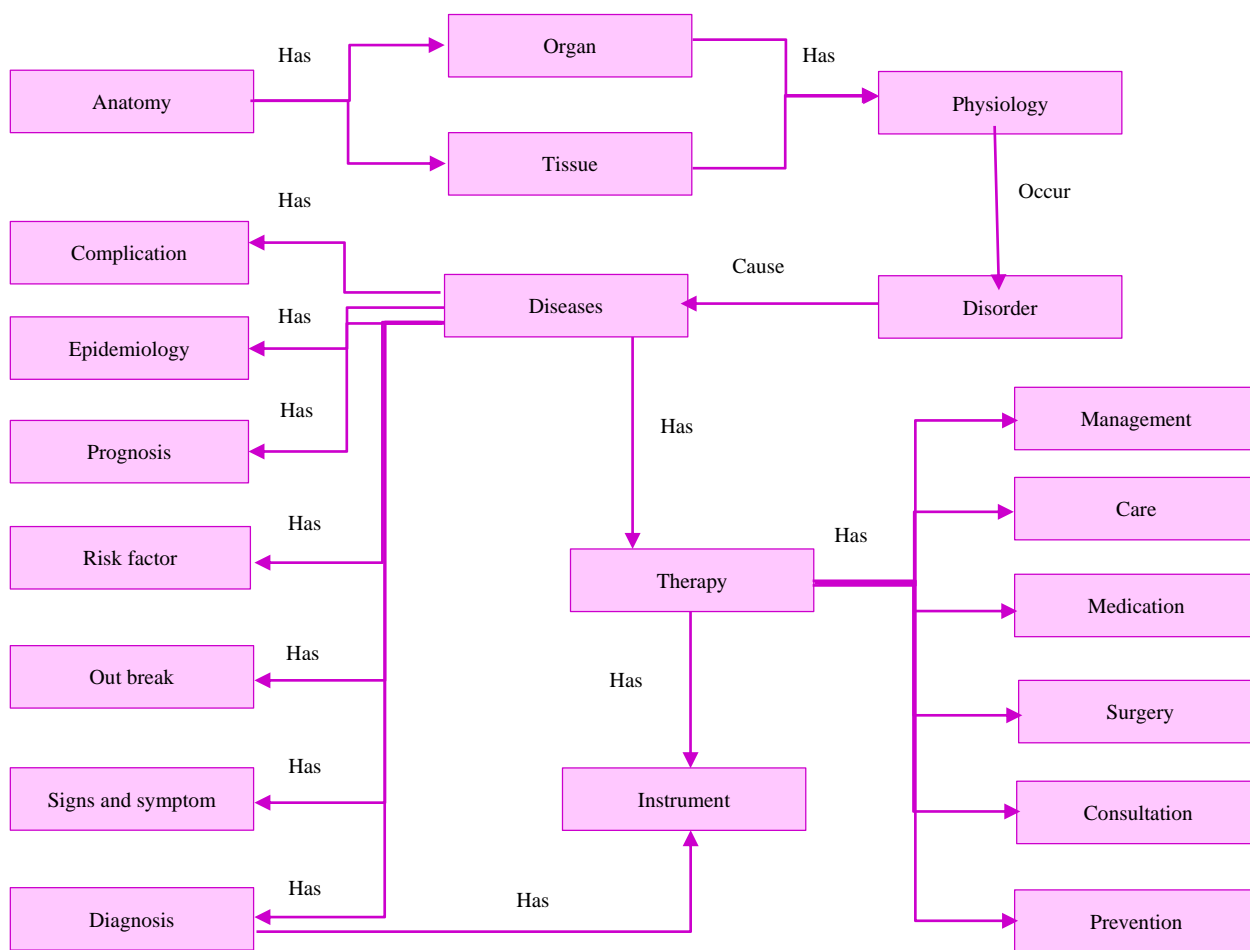 Has
Organ
Has
Anatomy
Physiology
Tissue
Occur
Has
Complication
Cause
Diseases
Disorder
Has
Epidemiology
Has
Prognosis
Has
Management
Care
Has
Risk factor
Has
Therapy
Medication
Has
Out break
Has
Surgery
Has
Signs and symptom
Instrument
Consultation
Has
Diagnosis
Has
Prevention